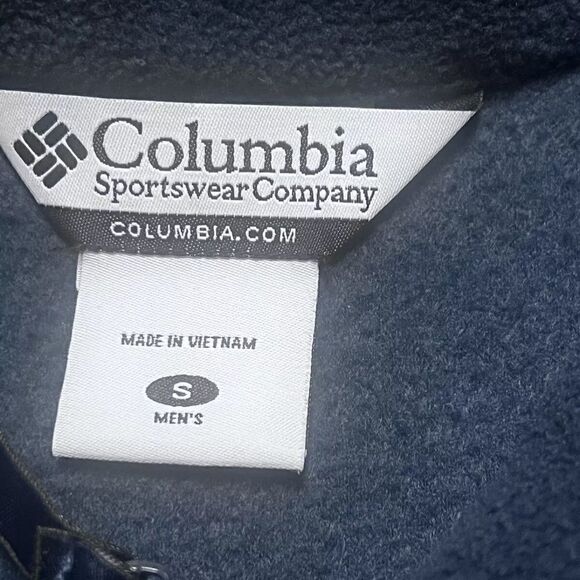 Columbia
Sportswear Company
COLUMBIA.COM
MADE IN VIETNAM
S
MEN'S